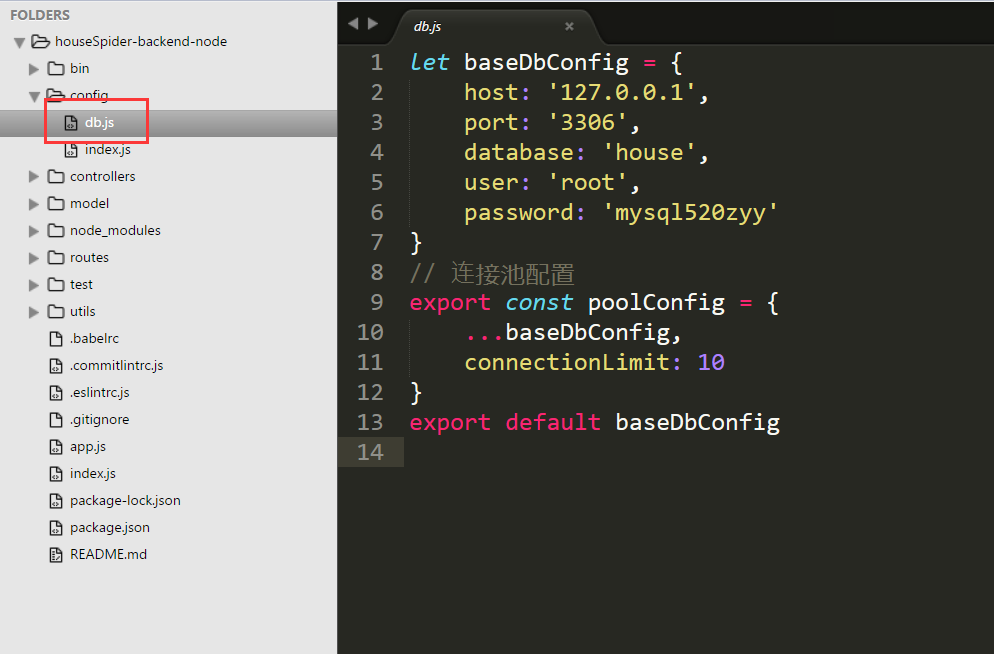 FOLDERS
houseSpider-backend-node
bin
config
db.js
index.js
controllers
model
node_modules
routes
test
utils
.babelrc
.commitlintrc.js
.eslintrc.js
.gitignore
app.js
index.js
package-lock.json
package.json
README.md
db.js
1 let baseDbConfig = {
2 host: '127.0.0.1',
3 port: '3306',
4 database: 'house',
5 user: 'root',
6 password: 'mysql520zyy'
7 }
8 // 连接池配置
9 export const poolConfig = {
10 ...baseDbConfig,
11 connectionLimit: 10
12 }
13 export default baseDbConfig
14